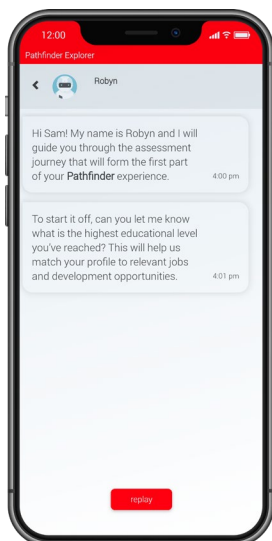 12:00
Pathfinder Explorer
Robyn
Hi Sam! My name is Robyn and I will
guide you through the assessment
journey that will form the first part
of your Pathfinder experience.
4:00 pm
To start it off, can you let me know
what is the highest educational level
you've reached? This will help us
match your profile to relevant jobs
and development opportunities.
4:01 pm
replay